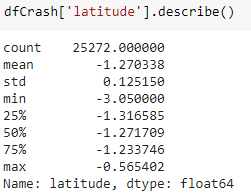 dfCrash['latitude'].describe()
count    25272.000000
mean        -1.270338
std          0.125150
min         -3.050000
25%         -1.316585
50%         -1.271709
75%         -1.233746
max         -0.565402
Name: latitude, dtype: float64